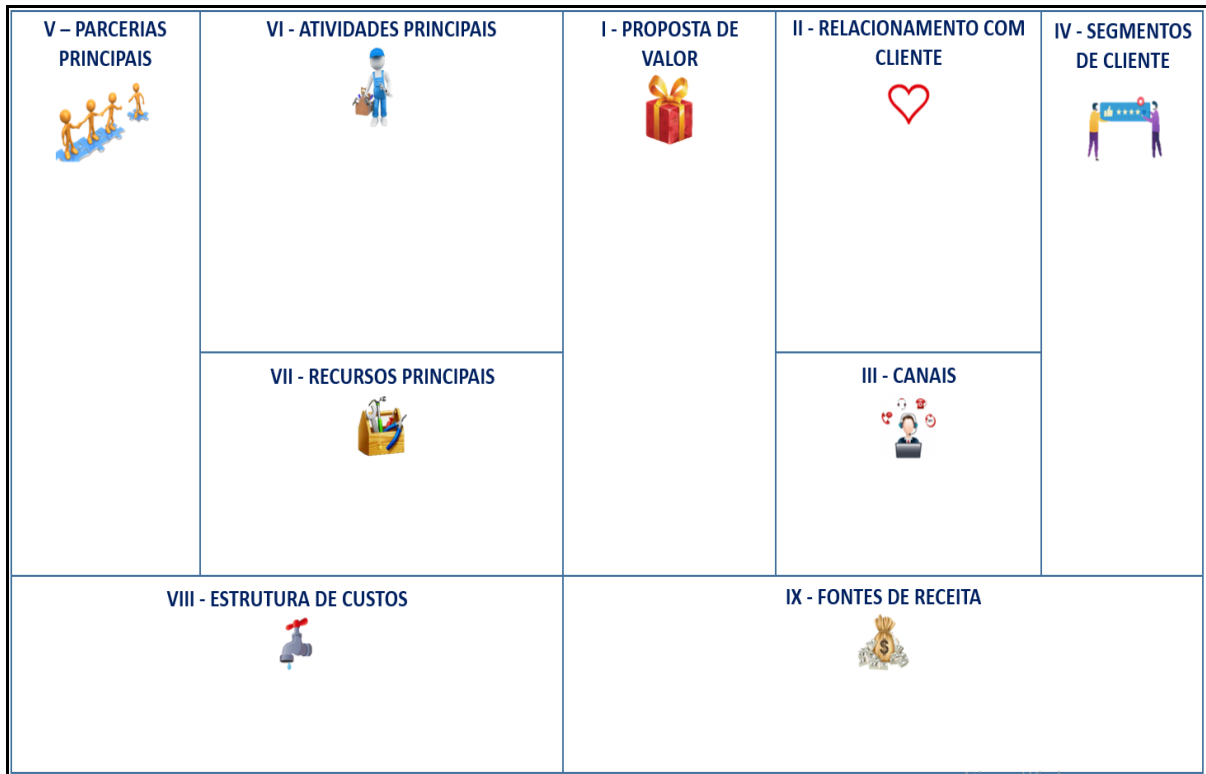 V – PARCERIAS
PRINCIPAIS
VI - ATIVIDADES PRINCIPAIS
I - PROPOSTA DE
VALOR
II - RELACIONAMENTO COM
CLIENTE
IV - SEGMENTOS
DE CLIENTE
VII - RECURSOS PRINCIPAIS
III - CANAIS
VIII - ESTRUTURA DE CUSTOS
IX - FONTES DE RECEITA
$